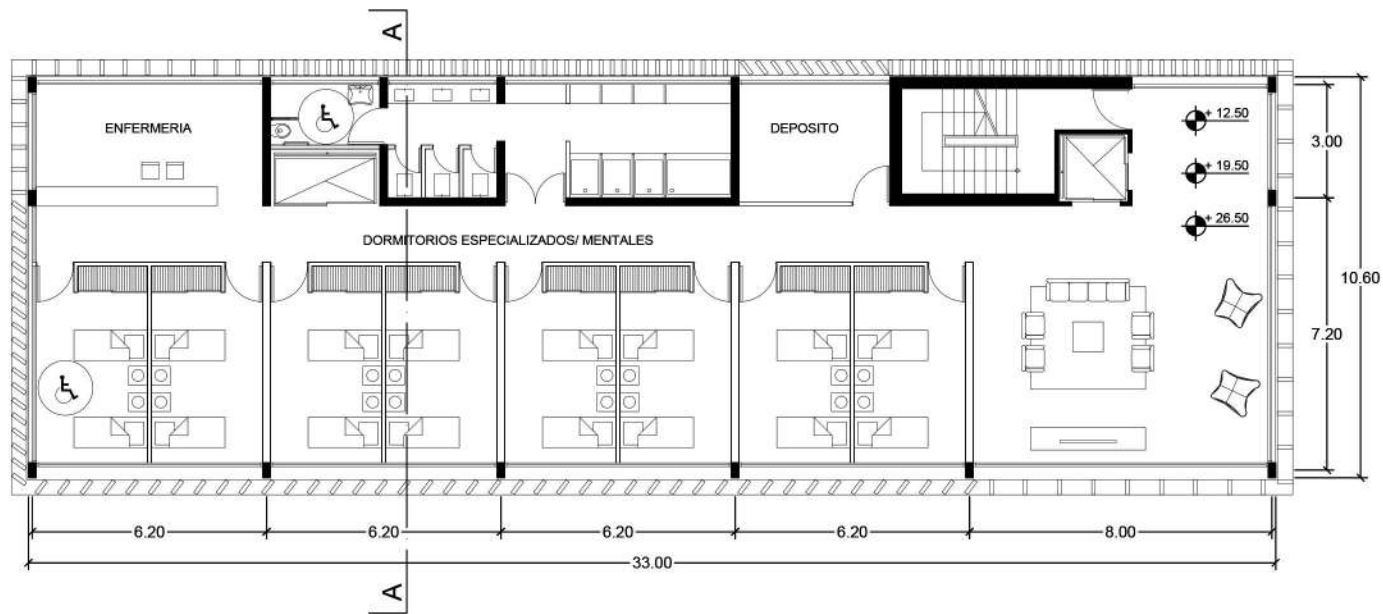 A
ENFERMERIA
DEPOSITO
+ 12.50
+ 19.50
+ 26.50
3.00
DORMITORIOS ESPECIALIZADOS/ MENTALES
10.60
7.20
6.20
6.20
6.20
6.20
8.00
33.00
A